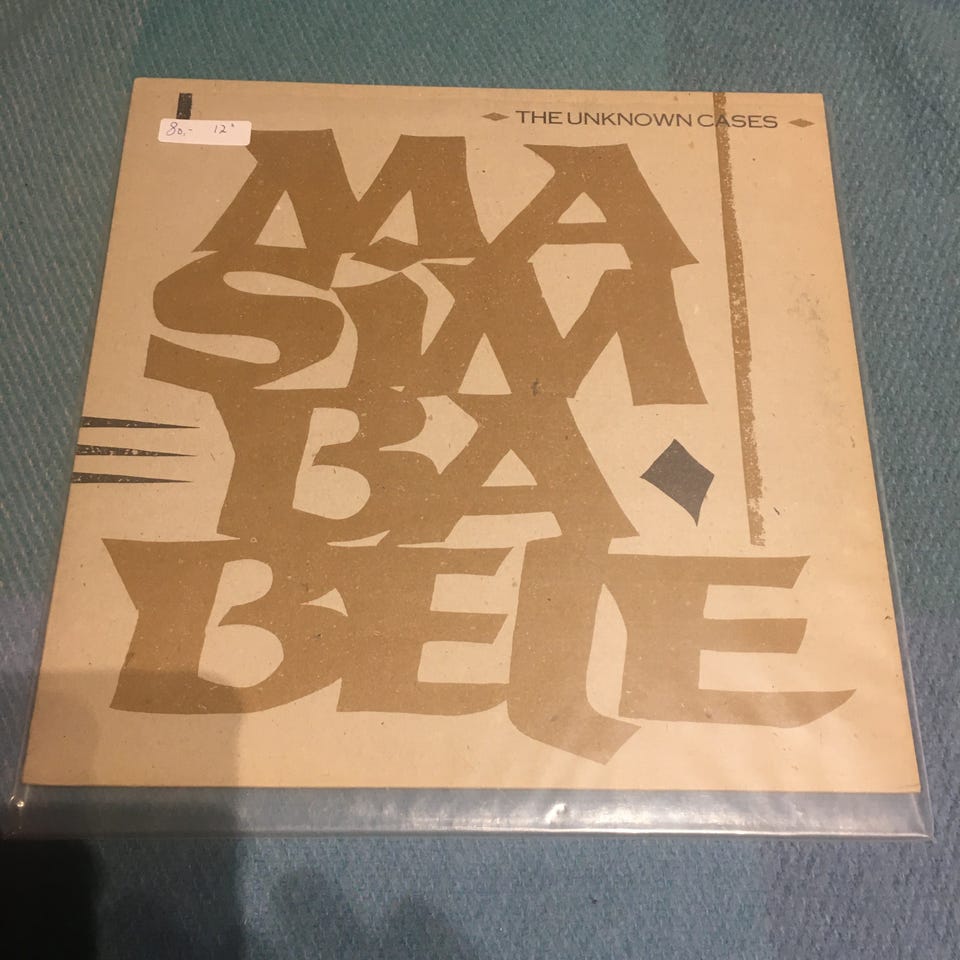 80,- 12"
THE UNKNOWN CASES
MA
SiM
BA
BELE